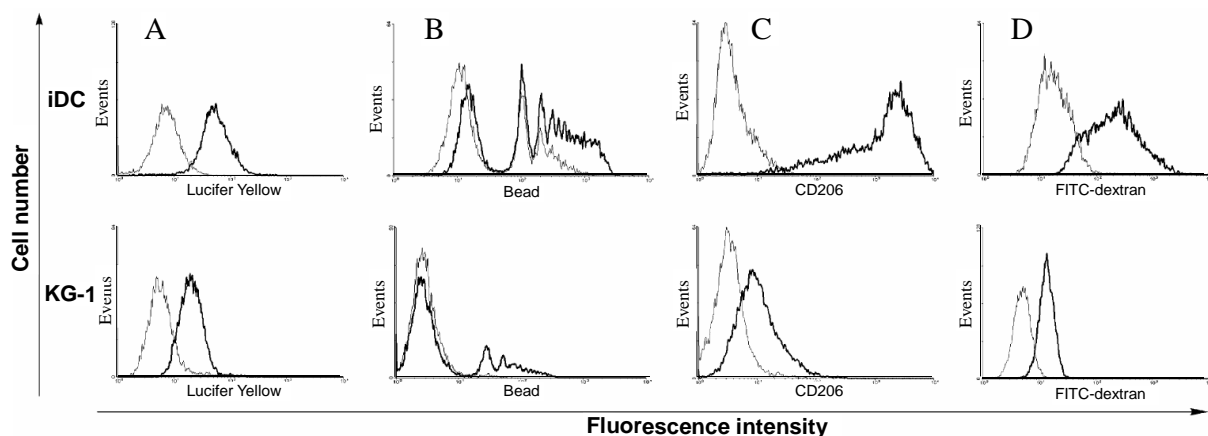 A B C D
Cell number
iDC
Events Events Events Events
Lucifer Yellow Bead CD206 FITC-dextran
KG-1
Events Events Events Events
Lucifer Yellow Bead CD206 FITC-dextran
Fluorescence intensity